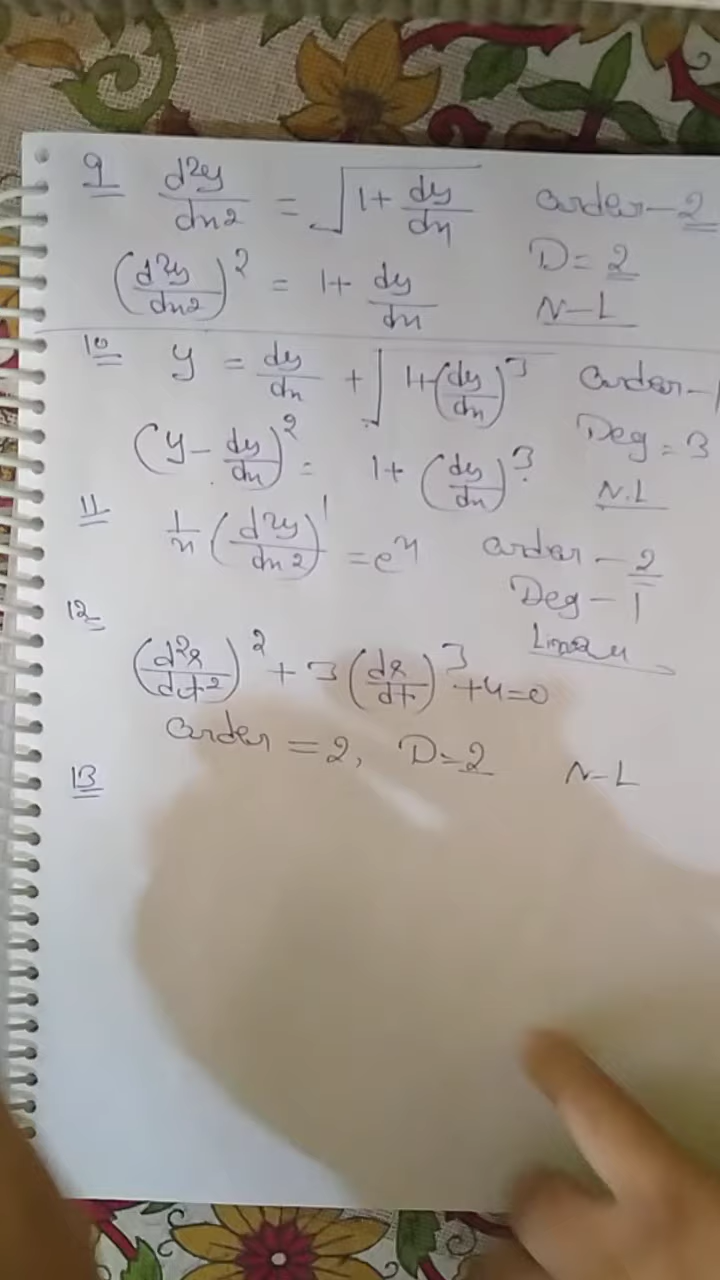 9 d²y/dx² = √(1 + dy/dx) order - 2
(d²y/dx²)² = 1 + dy/dx D = 2
N-L
10 y = dy/dx + √(1+(dy/dx)³) order - 1
(y - dy/dx)² = 1 + (dy/dx)³ Deg = 3
N.L
11 1/x (d²y/dx²)¹ = eˣ order - 2
Deg - 1
Linear
12 (d²x/dt²)² + 3(dx/dt)³ + 4 = 0
order = 2, D = 2 N-L
13